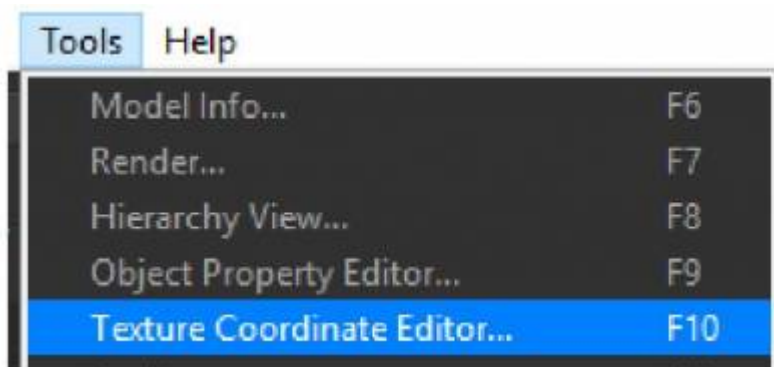 Tools Help
Model Info... F6
Render... F7
Hierarchy View... F8
Object Property Editor... F9
Texture Coordinate Editor... F10